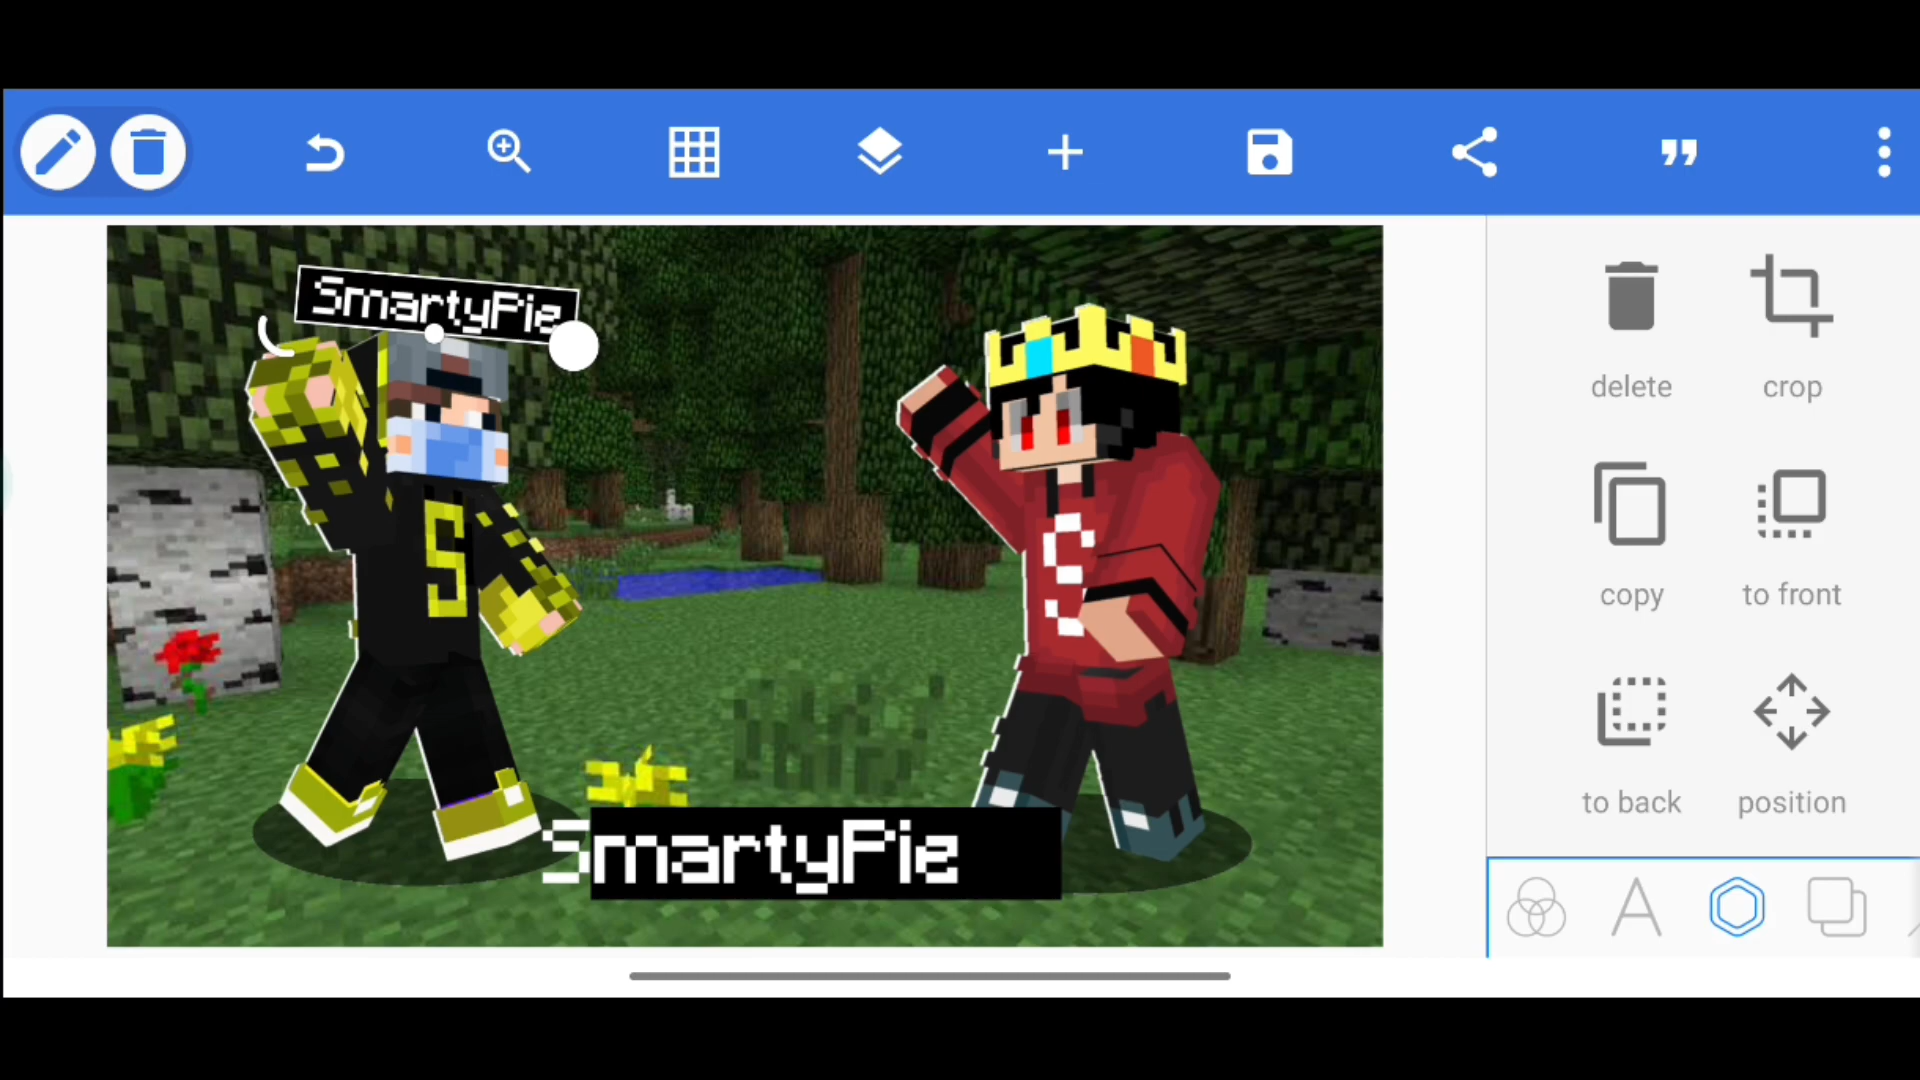 SmartyPie
S
S
SmartyPie
delete
crop
copy
to front
to back
position